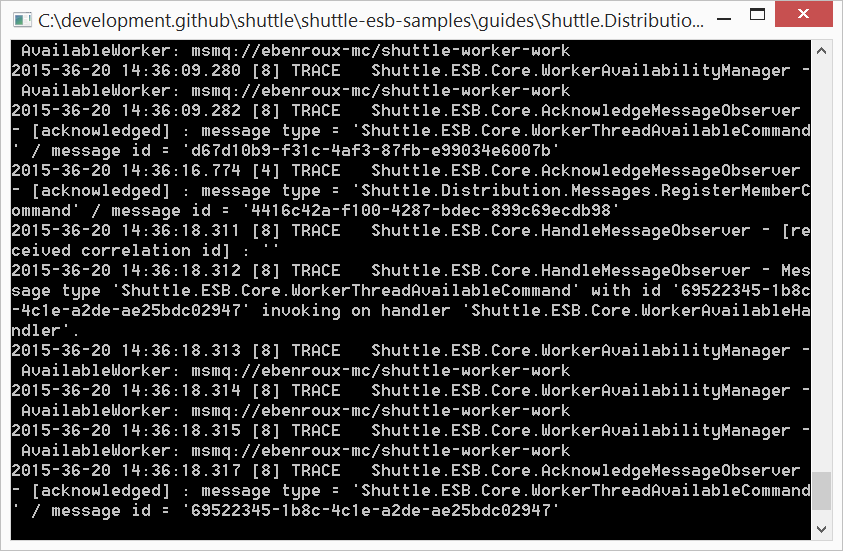 C:\development.github\shuttle\shuttle-esb-samples\guides\Shuttle.Distributio...
 AvailableWorker: msmq://ebenroux-mc/shuttle-worker-work
2015-36-20 14:36:09.280 [8] TRACE   Shuttle.ESB.Core.WorkerAvailabilityManager -
 AvailableWorker: msmq://ebenroux-mc/shuttle-worker-work
2015-36-20 14:36:09.282 [8] TRACE   Shuttle.ESB.Core.AcknowledgeMessageObserver
- [acknowledged] : message type = 'Shuttle.ESB.Core.WorkerThreadAvailableCommand
' / message id = 'd67d10b9-f31c-4af3-87fb-e99034e6007b'
2015-36-20 14:36:16.774 [4] TRACE   Shuttle.ESB.Core.AcknowledgeMessageObserver
- [acknowledged] : message type = 'Shuttle.Distribution.Messages.RegisterMemberC
ommand' / message id = '4416c42a-f100-4287-bdec-899c69ecdb98'
2015-36-20 14:36:18.311 [8] TRACE   Shuttle.ESB.Core.HandleMessageObserver - [re
ceived correlation id] : ''
2015-36-20 14:36:18.312 [8] TRACE   Shuttle.ESB.Core.HandleMessageObserver - Mes
sage type 'Shuttle.ESB.Core.WorkerThreadAvailableCommand' with id '69522345-1b8c
-4c1e-a2de-ae25bdc02947' invoking on handler 'Shuttle.ESB.Core.WorkerAvailableHa
ndler'.
2015-36-20 14:36:18.313 [8] TRACE   Shuttle.ESB.Core.WorkerAvailabilityManager -
 AvailableWorker: msmq://ebenroux-mc/shuttle-worker-work
2015-36-20 14:36:18.314 [8] TRACE   Shuttle.ESB.Core.WorkerAvailabilityManager -
 AvailableWorker: msmq://ebenroux-mc/shuttle-worker-work
2015-36-20 14:36:18.315 [8] TRACE   Shuttle.ESB.Core.WorkerAvailabilityManager -
 AvailableWorker: msmq://ebenroux-mc/shuttle-worker-work
2015-36-20 14:36:18.317 [8] TRACE   Shuttle.ESB.Core.AcknowledgeMessageObserver
- [acknowledged] : message type = 'Shuttle.ESB.Core.WorkerThreadAvailableCommand
' / message id = '69522345-1b8c-4c1e-a2de-ae25bdc02947'